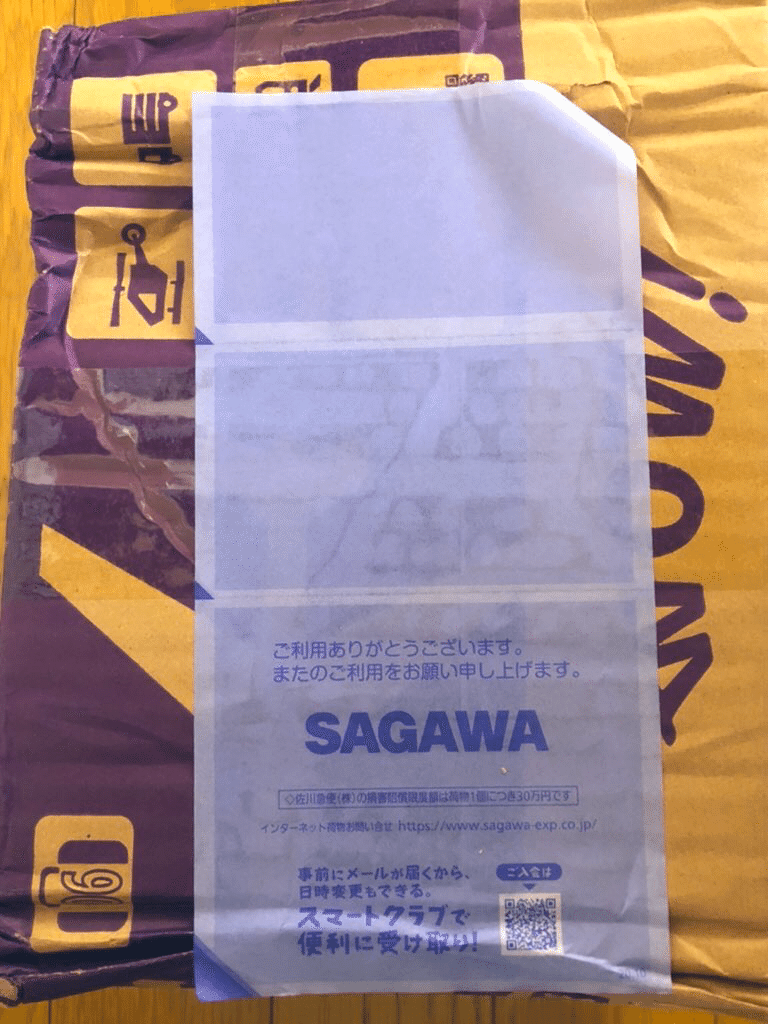 ご利用ありがとうございます。
またのご利用をお願い申し上げます。
SAGAWA
◇佐川急便(株)の損害賠償限度額は荷物1個につき30万円です
インターネット荷物お問い合せ https://www.sagawa-exp.co.jp/
事前にメールが届くから、
日時変更もできる。
スマートクラブで
便利に受け取り!
ご入会は
20.10